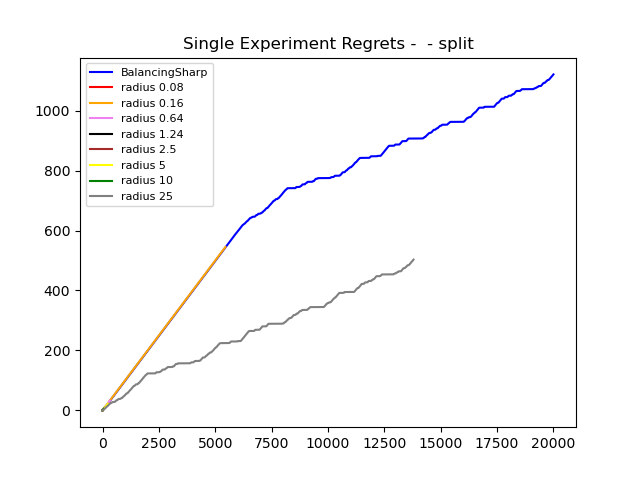 Single Experiment Regrets -  - split
BalancingSharp
radius 0.08
radius 0.16
radius 0.64
radius 1.24
radius 2.5
radius 5
radius 10
radius 25
1000
800
600
400
200
0
0 2500 5000 7500 10000 12500 15000 17500 20000